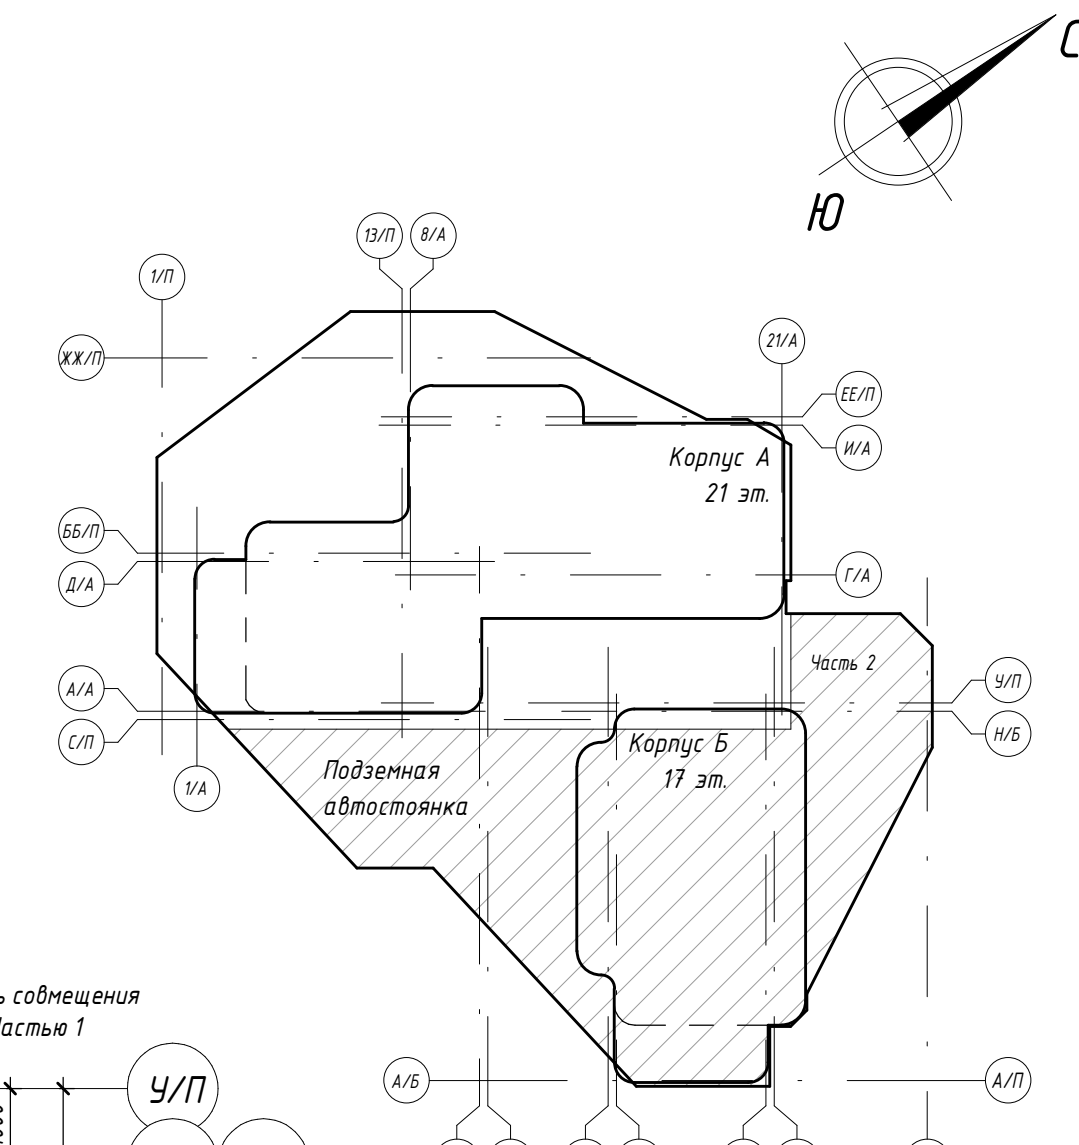 С
Ю
13/П
8/А
1/П
21/А
ЖЖ/П
ЕЕ/П
И/А
Корпус А
21 эт.
ББ/П
Д/А
Г/А
Часть 2
А/А
У/П
С/П
Н/Б
Корпус Б
17 эт.
Подземная
автостоянка
1/А
совмещения
Частью 1
У/П
А/Б
А/П